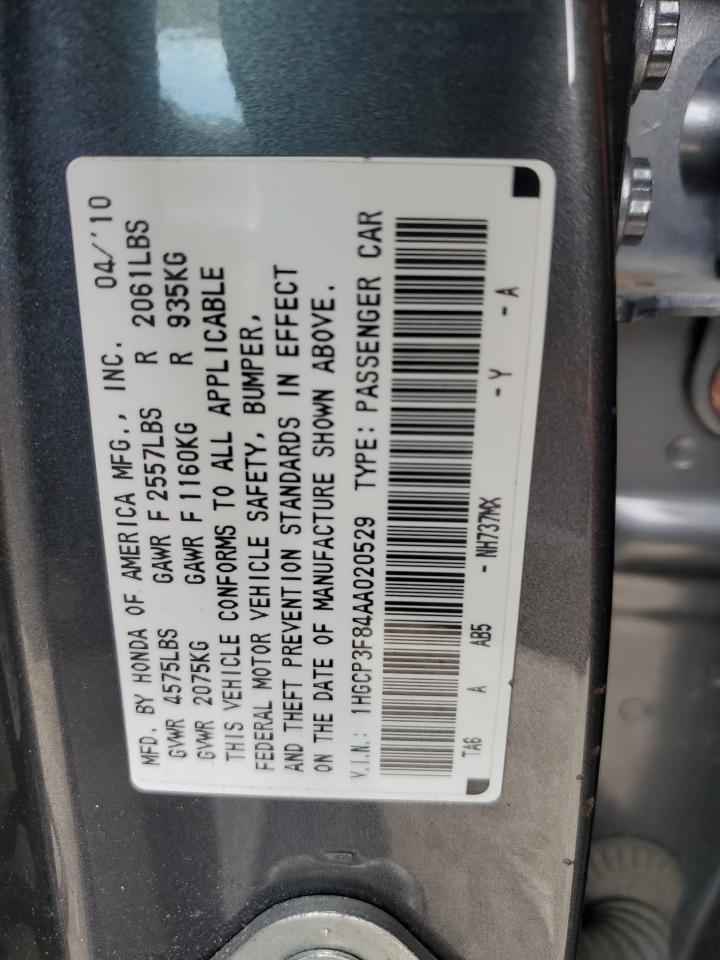 MFD. BY HONDA OF AMERICA MFG., INC. 04/'10
GVWR 4575LBS GAWR F 2557LBS R 2061LBS
GVWR 2075KG GAWR F 1160KG R 935KG
THIS VEHICLE CONFORMS TO ALL APPLICABLE
FEDERAL MOTOR VEHICLE SAFETY, BUMPER,
AND THEFT PREVENTION STANDARDS IN EFFECT
ON THE DATE OF MANUFACTURE SHOWN ABOVE.
V.I.N.: 1HGCP3F84AA020529 TYPE: PASSENGER CAR
TA6 A AB5 - NH737MX - Y - A